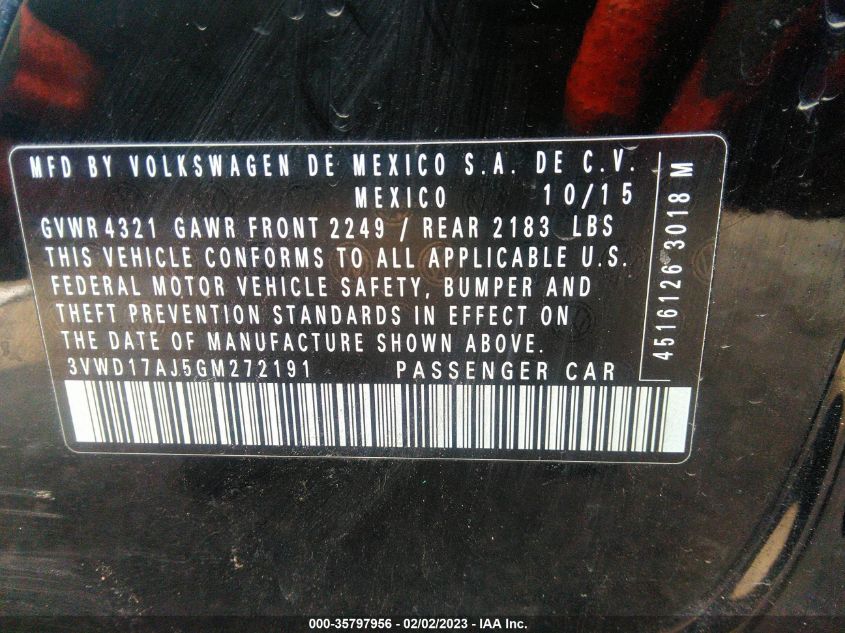 MFD BY VOLKSWAGEN DE MEXICO S.A. DE C.V.
MEXICO 10/15
GVWR4321 GAWR FRONT 2249 / REAR 2183 LBS
THIS VEHICLE CONFORMS TO ALL APPLICABLE U.S.
FEDERAL MOTOR VEHICLE SAFETY, BUMPER AND
THEFT PREVENTION STANDARDS IN EFFECT ON
THE DATE OF MANUFACTURE SHOWN ABOVE.
3VWD17AJ5GM272191 PASSENGER CAR
4516126 3018 M
000-35797956 - 02/02/2023 - IAA Inc.